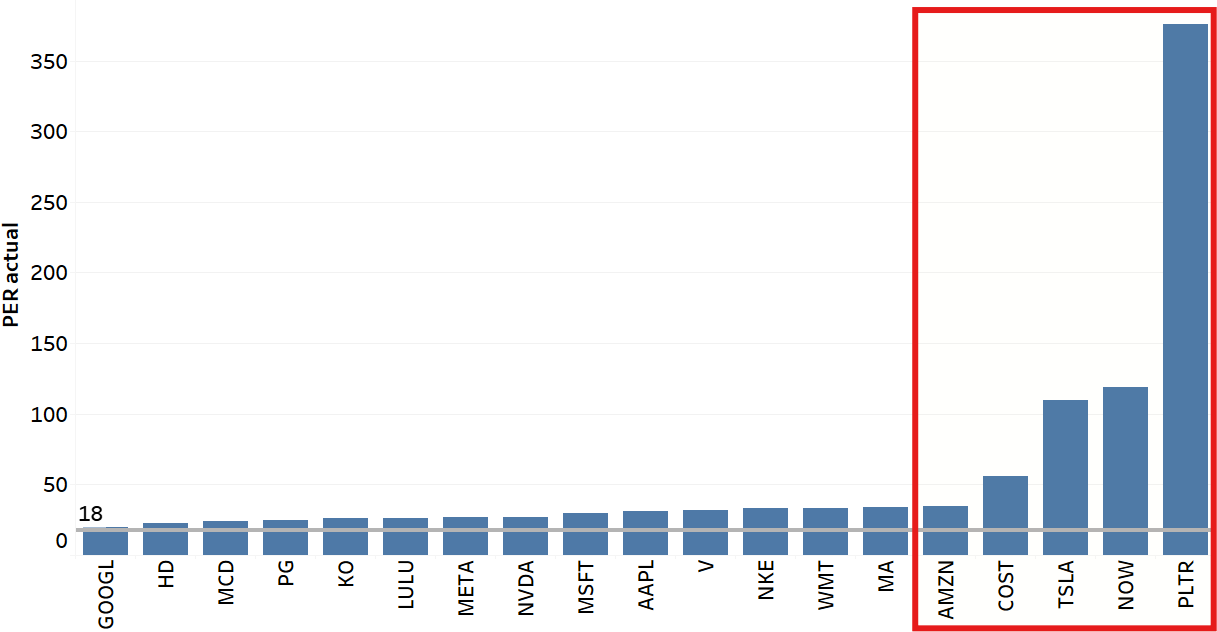 PER actual
350
300
250
200
150
100
50
0
18
GOOGL
HD
MCD
PG
KO
LULU
META
NVDA
MSFT
AAPL
V
NKE
WMT
MA
AMZN
COST
TSLA
NOW
PLTR